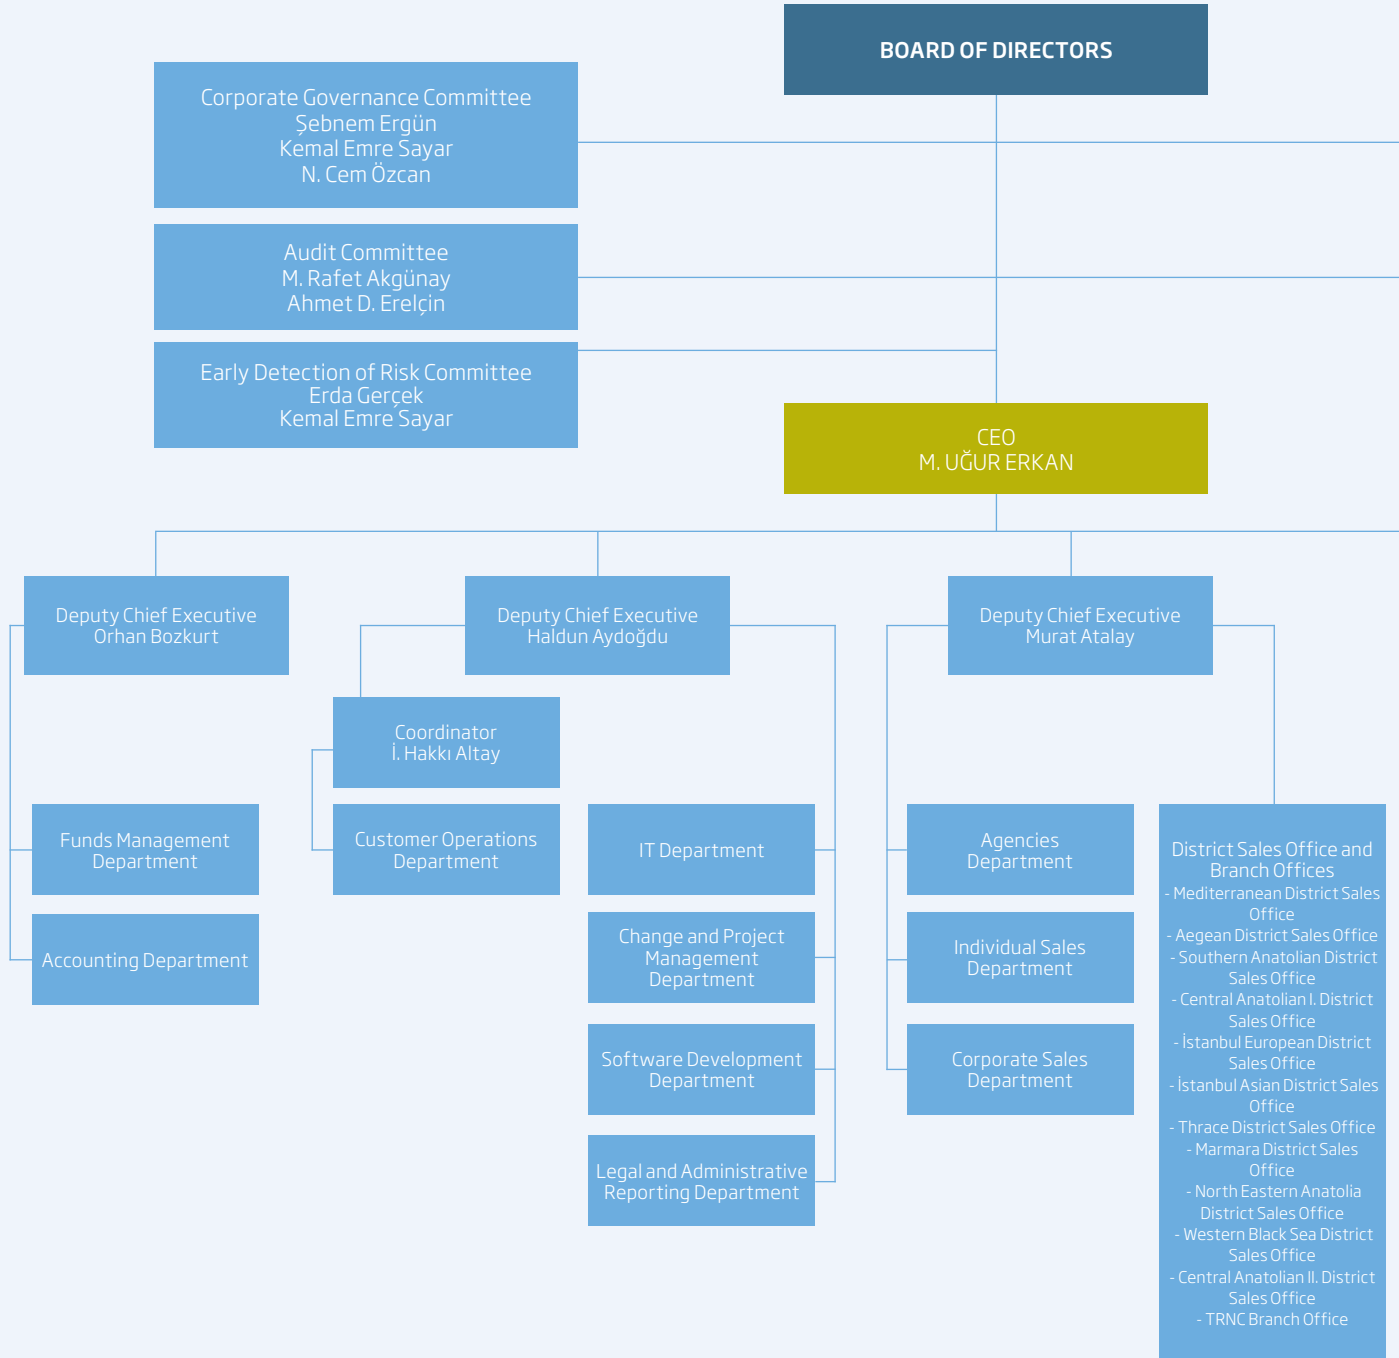 BOARD OF DIRECTORS
Corporate Governance Committee
Şebnem Ergün
Kemal Emre Sayar
N. Cem Özcan
Audit Committee
M. Rafet Akgünay
Ahmet D. Erelçin
Early Detection of Risk Committee
Erda Gerçek
Kemal Emre Sayar
CEO
M. UĞUR ERKAN
Deputy Chief Executive
Orhan Bozkurt
Deputy Chief Executive
Haldun Aydoğdu
Deputy Chief Executive
Murat Atalay
Coordinator
İ. Hakkı Altay
Funds Management
Department
Accounting Department
Customer Operations
Department
IT Department
Change and Project
Management
Department
Software Development
Department
Legal and Administrative
Reporting Department
Agencies
Department
Individual Sales
Department
Corporate Sales
Department
District Sales Office and
Branch Offices
- Mediterranean District Sales
Office
- Aegean District Sales Office
- Southern Anatolian District
Sales Office
- Central Anatolian I. District
Sales Office
- İstanbul European District
Sales Office
- İstanbul Asian District Sales
Office
- Thrace District Sales Office
- Marmara District Sales
Office
- North Eastern Anatolia
District Sales Office
- Western Black Sea District
Sales Office
- Central Anatolian II. District
Sales Office
- TRNC Branch Office